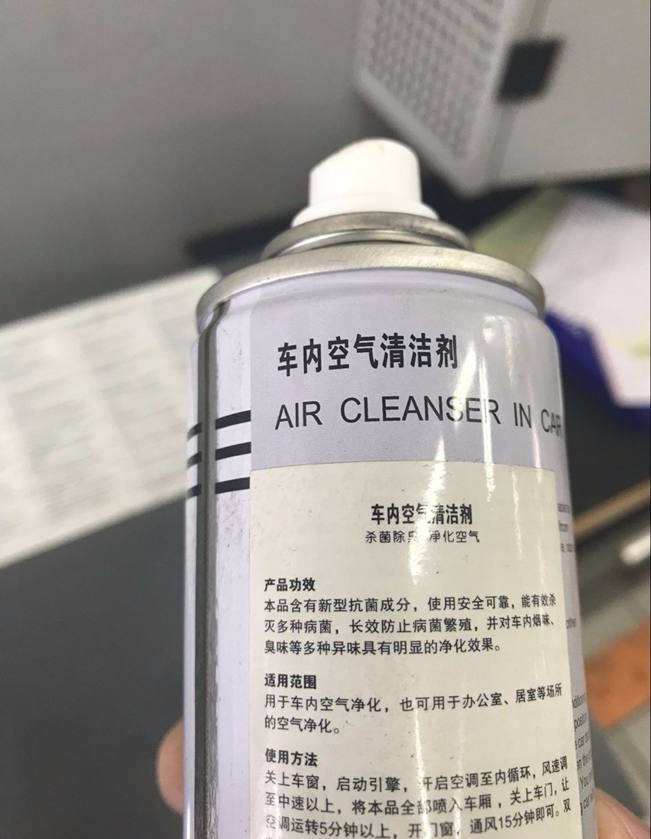 车内空气清洁剂
AIR CLEANSER IN CAR
车内空气清洁剂
杀菌除臭 净化空气
产品功效
本品含有新型抗菌成分，使用安全可靠，能有效杀
灭多种病菌，长效防止病菌繁殖，并对车内烟味、
臭味等多种异味具有明显的净化效果。
适用范围
用于车内空气净化，也可用于办公室、居室等场所
的空气净化。
使用方法
关上车窗，启动引擎，开启空调至内循环，风速调
至中速以上，将本品全部喷入车厢，关上车门，让
空调运转5分钟以上，开门窗，通风15分钟即可。双